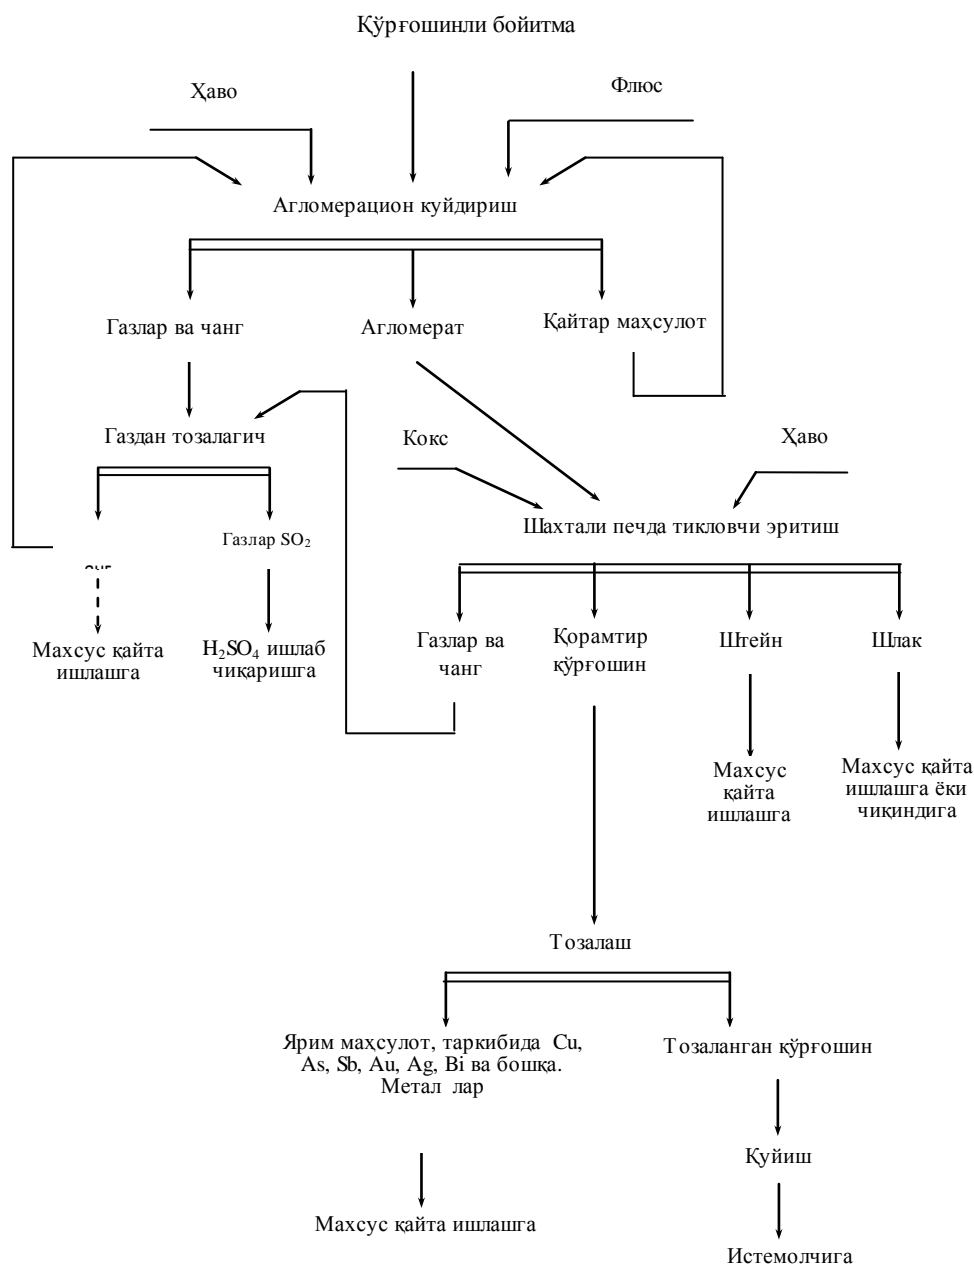 Қўрғошинли бойитма
Ҳаво
Флюс
Агломерацион куйдириш
Газлар ва чанг
Агломерат
Қайтар маҳсулот
Газдан тозалагич
Кокс
Ҳаво
Шахтали печда тикловчи эритиш
Газлар SO₂
Махсус қайта
ишлашга
H₂SO₄ ишлаб
чиқаришга
Газлар ва
чанг
Қорамтир
қўрғошин
Штейн
Шлак
Махсус
қайта
ишлашга
Махсус қайта
ишлашга ёки
чиқиндига
Тозалаш
Ярим маҳсулот, таркибида Cu,
As, Sb, Au, Ag, Bi ва бошқа.
Метал лар
Тозаланган қўрғошин
Қуйиш
Махсус қайта ишлашга
Истемолчига